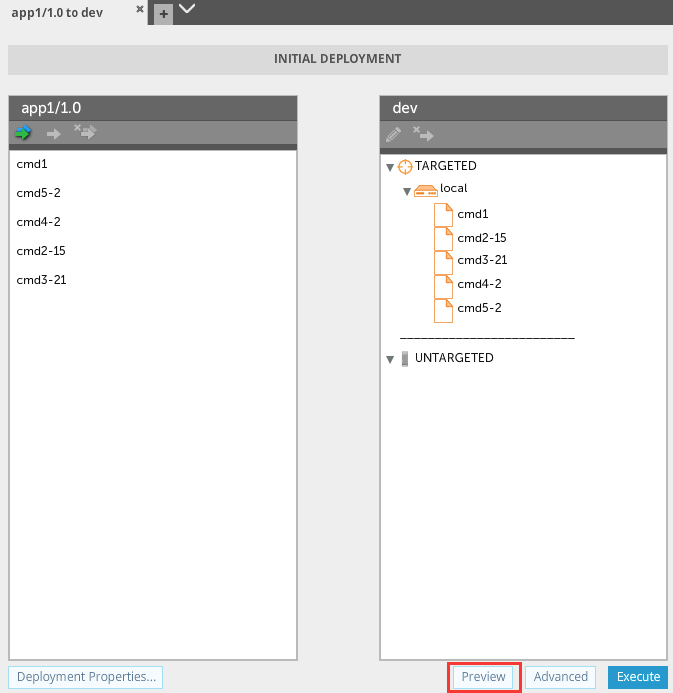 app1/1.0 to dev
INITIAL DEPLOYMENT
app1/1.0
cmd1
cmd5-2
cmd4-2
cmd2-15
cmd3-21
dev
TARGETED
local
cmd1
cmd2-15
cmd3-21
cmd4-2
cmd5-2
UNTARGETED
Deployment Properties...
Preview
Advanced
Execute